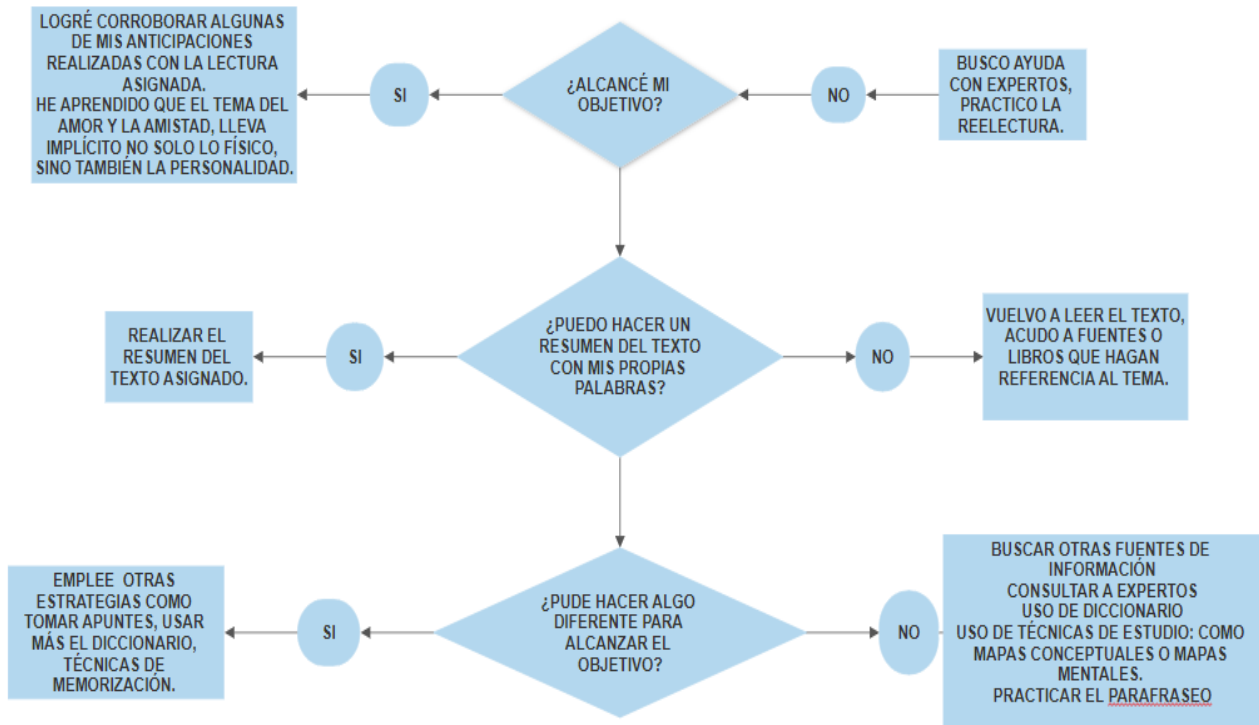 LOGRÉ CORROBORAR ALGUNAS
DE MIS ANTICIPACIONES
REALIZADAS CON LA LECTURA
ASIGNADA.
HE APRENDIDO QUE EL TEMA DEL
AMOR Y LA AMISTAD, LLEVA
IMPLÍCITO NO SOLO LO FÍSICO,
SINO TAMBIÉN LA PERSONALIDAD.
SI
¿ALCANCÉ MI
OBJETIVO?
NO
BUSCO AYUDA
CON EXPERTOS,
PRACTICO LA
REELECTURA.
REALIZAR EL
RESUMEN DEL
TEXTO ASIGNADO.
SI
¿PUEDO HACER UN
RESUMEN DEL TEXTO
CON MIS PROPIAS
PALABRAS?
NO
VUELVO A LEER EL TEXTO,
ACUDO A FUENTES O
LIBROS QUE HAGAN
REFERENCIA AL TEMA.
EMPLEE OTRAS
ESTRATEGIAS COMO
TOMAR APUNTES, USAR
MÁS EL DICCIONARIO,
TÉCNICAS DE
MEMORIZACIÓN.
SI
¿PUDE HACER ALGO
DIFERENTE PARA
ALCANZAR EL
OBJETIVO?
NO
BUSCAR OTRAS FUENTES DE
INFORMACIÓN
CONSULTAR A EXPERTOS
USO DE DICCIONARIO
USO DE TÉCNICAS DE ESTUDIO: COMO
MAPAS CONCEPTUALES O MAPAS
MENTALES.
PRACTICAR EL PARAFRASEO